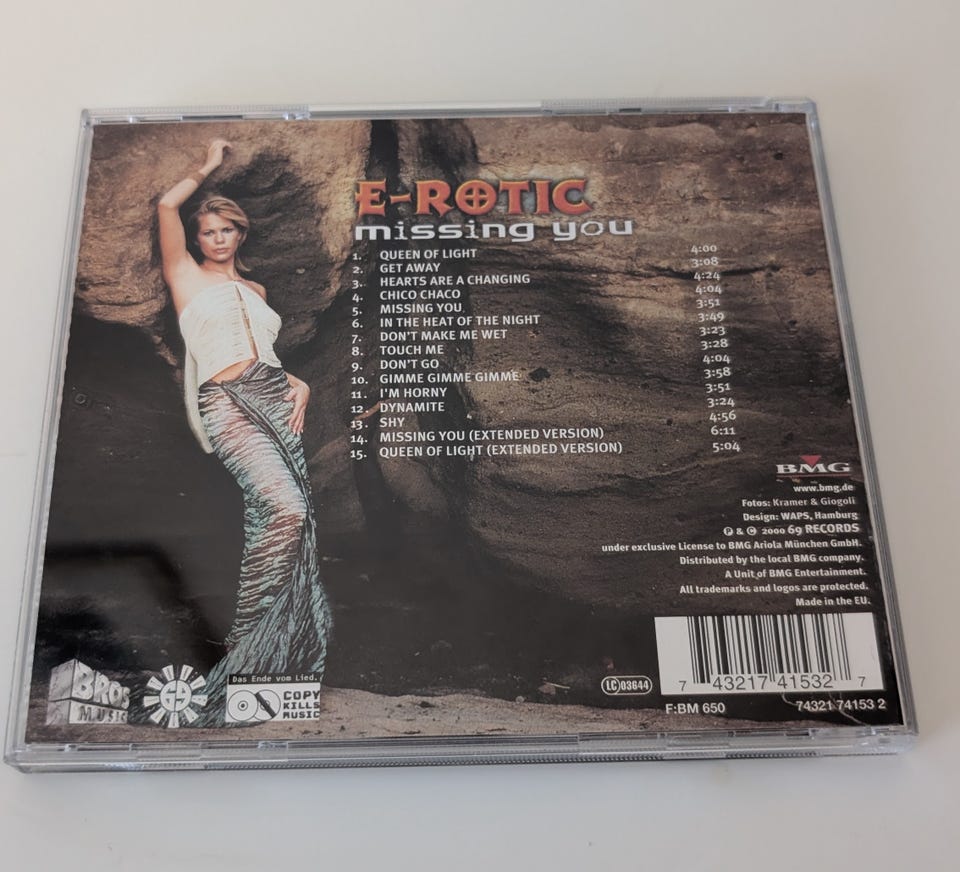 E-ROTIC
missing you
1. QUEEN OF LIGHT 4:00
2. GET AWAY 3:08
3. HEARTS ARE A CHANGING 4:24
4. CHICO CHACO 4:04
5. MISSING YOU 3:51
6. IN THE HEAT OF THE NIGHT 3:49
7. DON'T MAKE ME WET 3:23
8. TOUCH ME 3:28
9. DON'T GO 4:04
10. GIMME GIMME GIMME 3:58
11. I'M HORNY 3:51
12. DYNAMITE 3:24
13. SHY 4:56
14. MISSING YOU (EXTENDED VERSION) 6:11
15. QUEEN OF LIGHT (EXTENDED VERSION) 5:04
BMG
www.bmg.de
Fotos: Kramer & Giogoli
Design: WAPS, Hamburg
℗ & © 2000 69 RECORDS
under exclusive License to BMG Ariola München GmbH.
Distributed by the local BMG company.
A Unit of BMG Entertainment.
All trademarks and logos are protected.
Made in the EU.
BROS
MUSIC
69
Das Ende vom Lied.
COPY
KILLS
MUSIC
LC 03644
7 43217 41532 7
F:BM 650
74321 74153 2